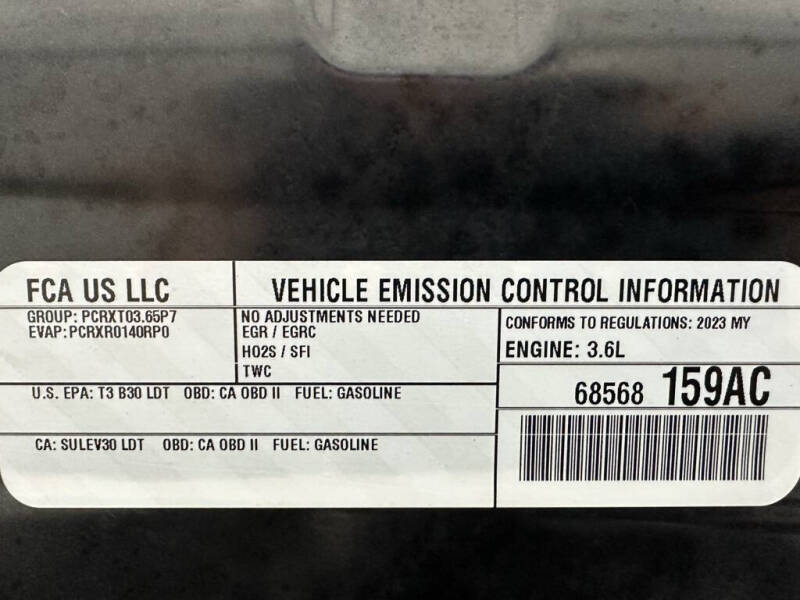 FCA US LLC
VEHICLE EMISSION CONTROL INFORMATION
GROUP: PCRXT03.65P7
EVAP: PCRXR0140RP0
NO ADJUSTMENTS NEEDED
EGR / EGRC
HO2S / SFI
TWC
CONFORMS TO REGULATIONS: 2023 MY
ENGINE: 3.6L
U.S. EPA: T3 B30 LDT OBD: CA OBD II FUEL: GASOLINE
68568 159AC
CA: SULEV30 LDT OBD: CA OBD II FUEL: GASOLINE